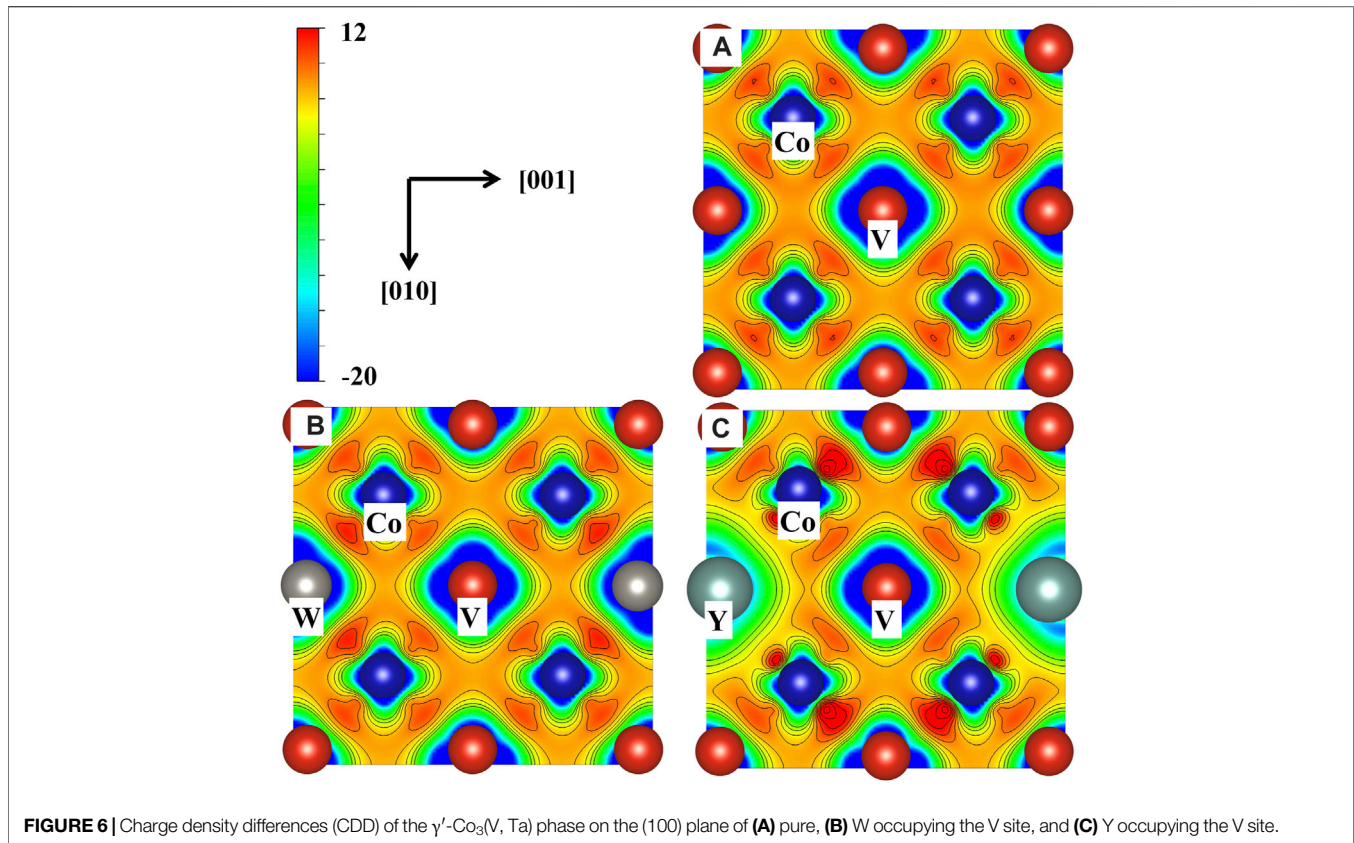 12
-20
[001]
[010]
A
Co
V
B
Co
W
V
C
Co
Y
V
FIGURE 6 | Charge density differences (CDD) of the γ′-Co₃(V, Ta) phase on the (100) plane of (A) pure, (B) W occupying the V site, and (C) Y occupying the V site.